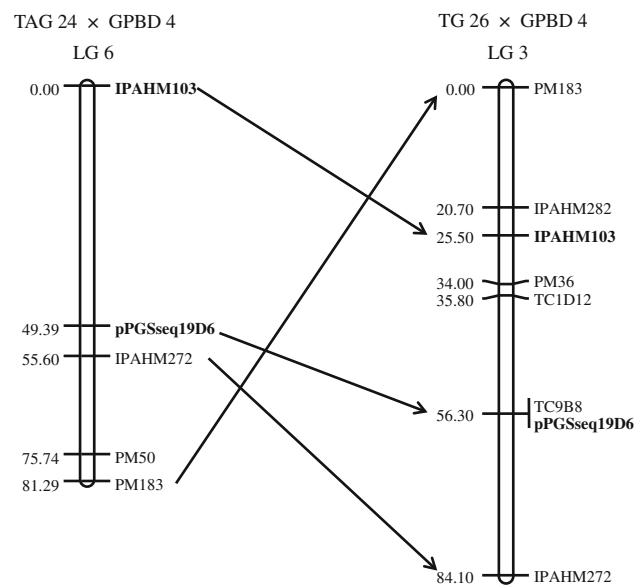 TAG 24 × GPBD 4
LG 6
0.00 IPAHM103
49.39 pPGSseq19D6
55.60 IPAHM272
75.74 PM50
81.29 PM183
TG 26 × GPBD 4
LG 3
0.00 PM183
20.70 IPAHM282
25.50 IPAHM103
34.00 PM36
35.80 TC1D12
56.30 TC9B8
pPGSseq19D6
84.10 IPAHM272